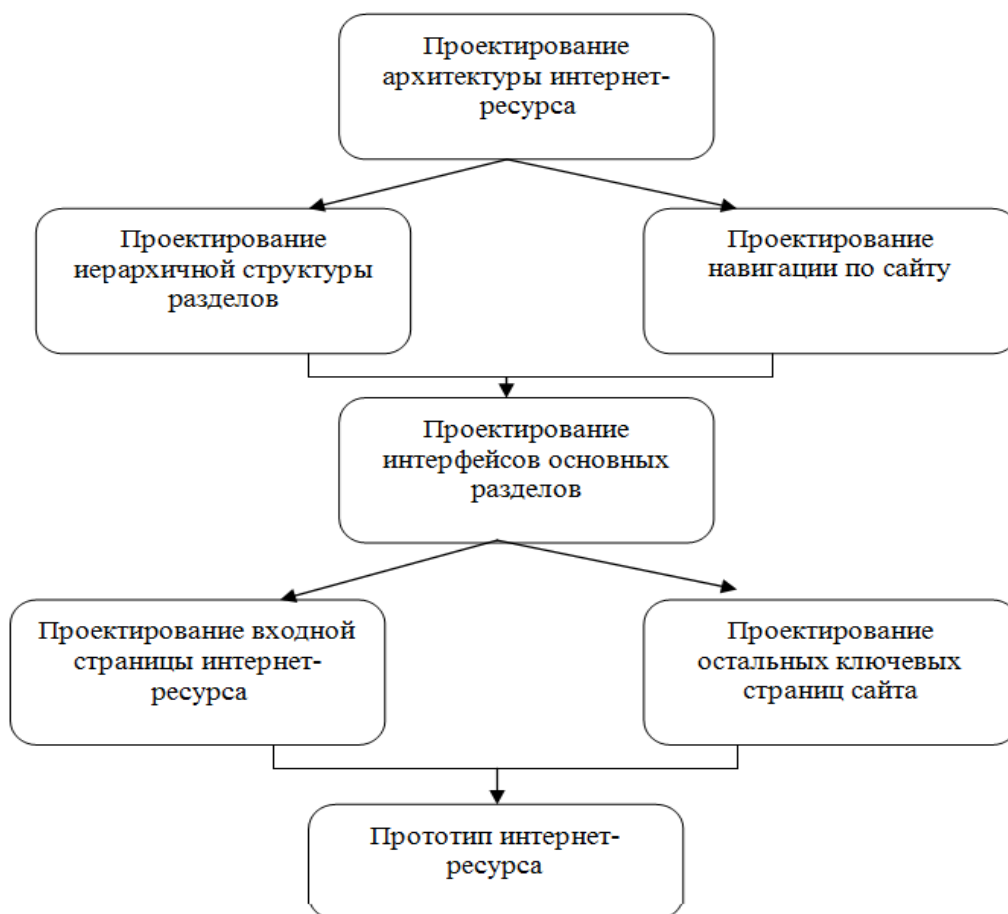 Проектирование
архитектуры интернет-
ресурса
Проектирование
иерархичной структуры
разделов
Проектирование
навигации по сайту
Проектирование
интерфейсов основных
разделов
Проектирование входной
страницы интернет-
ресурса
Проектирование
остальных ключевых
страниц сайта
Прототип интернет-
ресурса